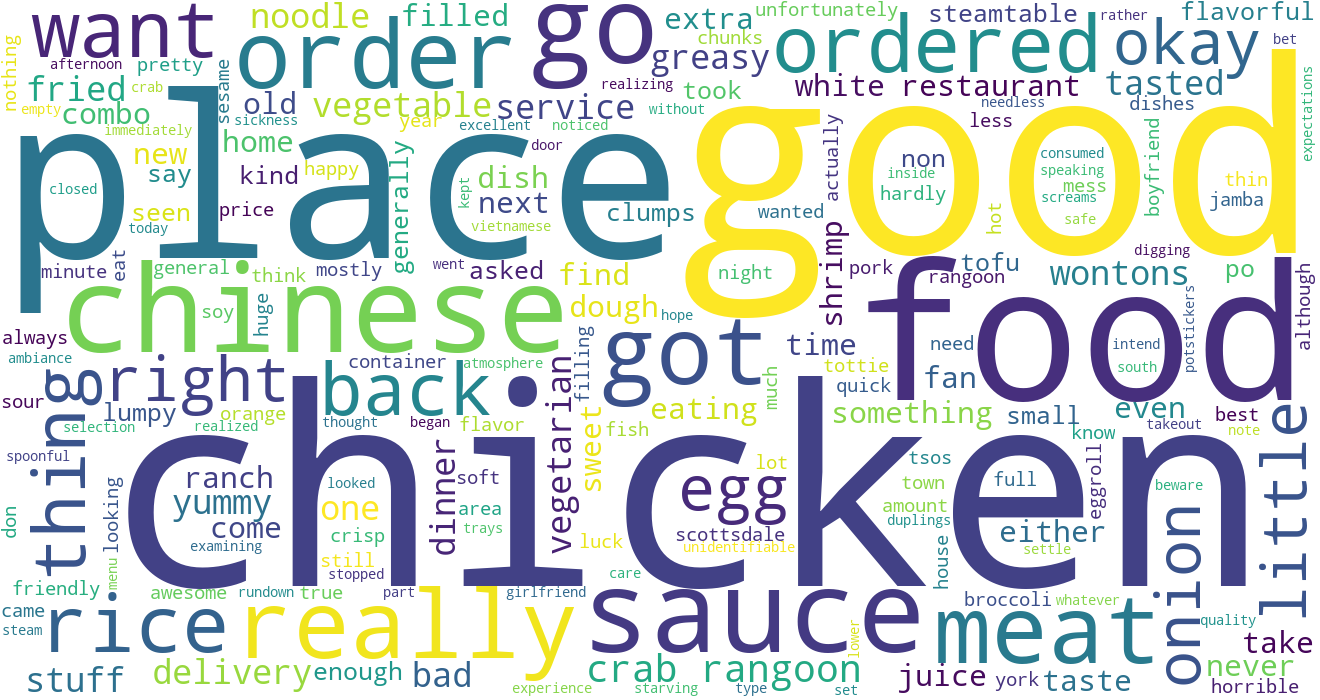 want
order
go
ordered
okay
noodle
filled
extra
unfortunately
steamtable
rather
flavorful
bet
nothing
afternoon
pretty
fried
crab
empty
combo
immediately
new
say
seen
today
closed
sesame
old
sickness
home
kind
price
vegetable
year
happy
service
excellent
noticed
door
greasy
chunks
realizing
took
without
white restaurant
tasted
needless
less
dishes
expectations
place
good
generally
kept
dish
next
vietnamese
clumps
wanted
actually
non
hardly
inside
consumed
speaking
mess
screams
safe
boyfriend
thin
jamba
hot
digging
minute
eat
general
think
mostly
soy
huge
went
asked
find
dough
hope
night
shrimp
pork
rangoon
tofu
wontons
po
although
potstickers
chinese
food
always
ambiance
got
time
need
fan
intend
south
right
container
atmosphere
filling
back
vegetarian
tottie
quick
much
thing
sour
lumpy
orange
selection
realized
thought
began
flavor
sweet
fish
eating
something
small
even
know
best
takeout
note
little
spoonful
don
looking
ranch
yummy
come
examining
looked
one
crisp
still
stopped
dinner
soft
area
trays
egg
lot
scottsdale
unidentifiable
luck
care
tsos
town
amount
duplings
full
either
settle
eggroll
beware
onion
chicken
friendly
menu
awesome
rundown
true
part
girlfriend
house
broccoli
whatever
quality
came
steam
rice
really
sauce
meat
take
stuff
delivery
enough
bad
experience
starving
crab rangoon
type
set
lower
juice
york
taste
never
horrible